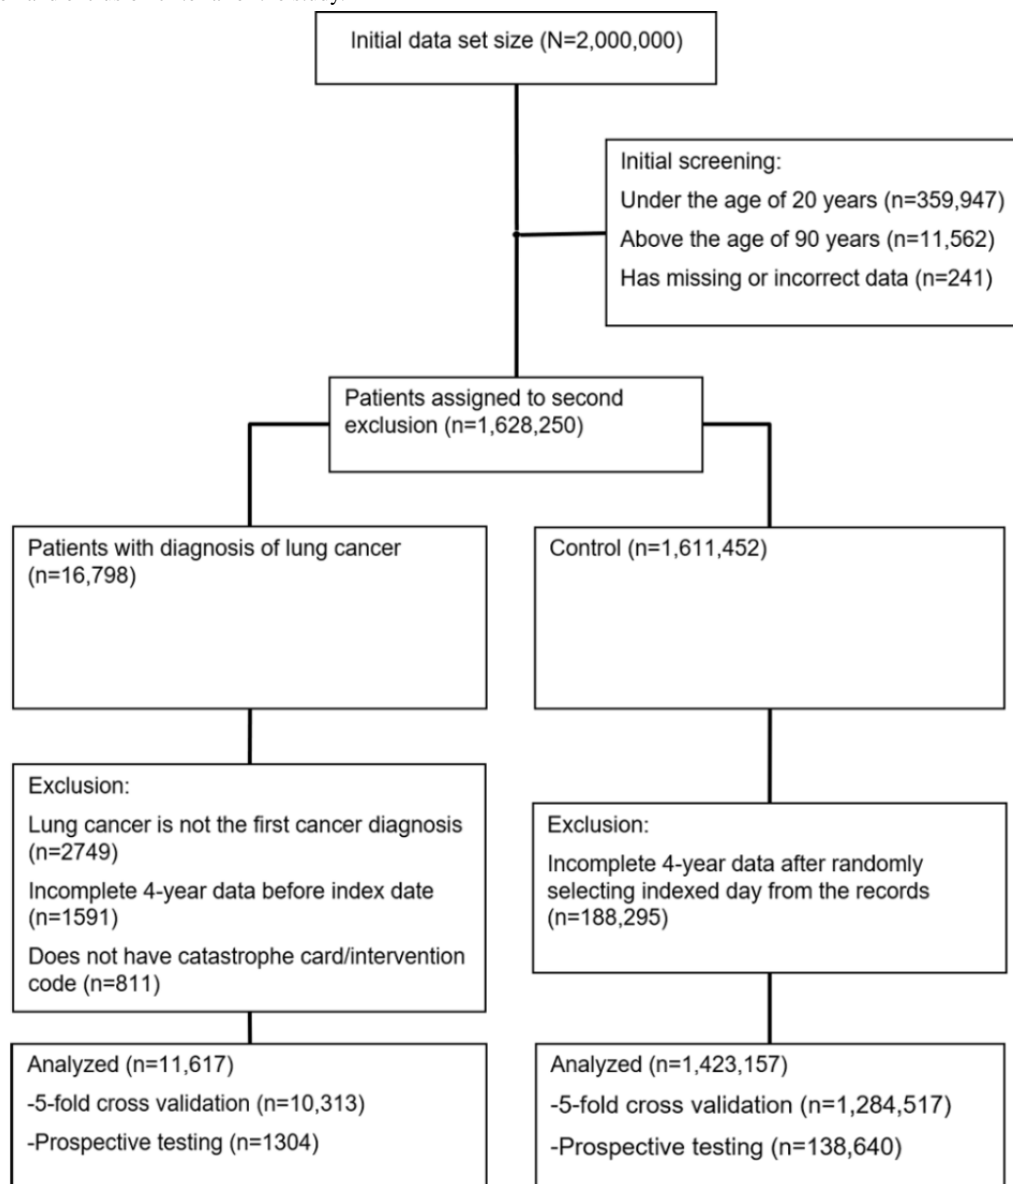 Initial data set size (N=2,000,000)
Initial screening:
Under the age of 20 years (n=359,947)
Above the age of 90 years (n=11,562)
Has missing or incorrect data (n=241)
Patients assigned to second
exclusion (n=1,628,250)
Patients with diagnosis of lung cancer
(n=16,798)
Control (n=1,611,452)
Exclusion:
Lung cancer is not the first cancer diagnosis
(n=2749)
Incomplete 4-year data before index date
(n=1591)
Does not have catastrophe card/intervention
code (n=811)
Exclusion:
Incomplete 4-year data after randomly
selecting indexed day from the records
(n=188,295)
Analyzed (n=11,617)
-5-fold cross validation (n=10,313)
-Prospective testing (n=1304)
Analyzed (n=1,423,157)
-5-fold cross validation (n=1,284,517)
-Prospective testing (n=138,640)